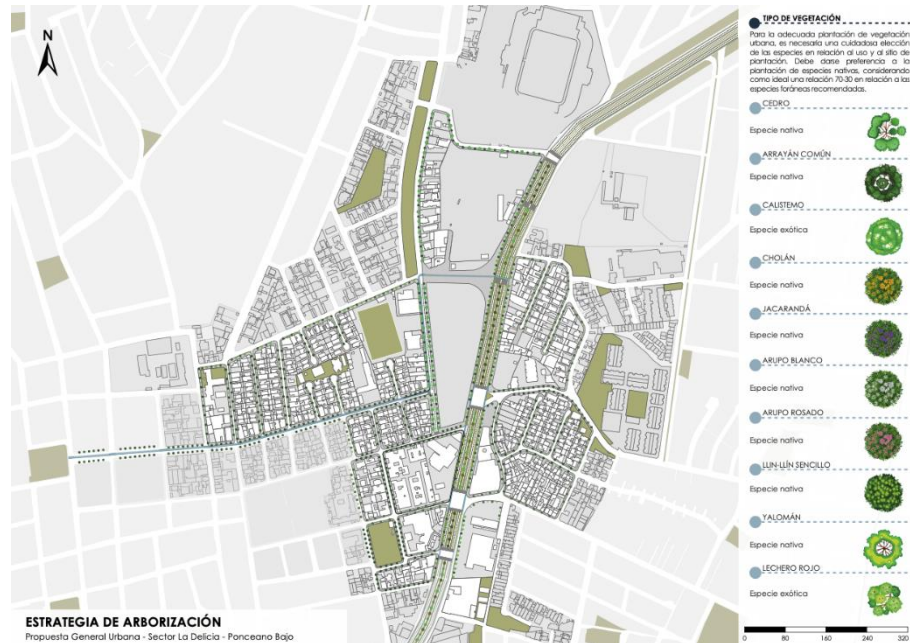 N
TIPO DE VEGETACIÓN
Para la adecuada plantación de vegetación
urbana, es necesaria una cuidadosa elección
de las especies en relación al uso y al sitio de
plantación. Debe darse preferencia a la
plantación de especies nativas, considerando
como ideal una relación 70-30 en relación a las
especies foráneas recomendadas.
CEDRO
Especie nativa
ARRAYÁN COMÚN
Especie nativa
CALISTEMO
Especie exótica
CHOLÁN
Especie nativa
JACARANDÁ
Especie nativa
ARUPO BLANCO
Especie nativa
ARUPO ROSADO
Especie nativa
LLIN-LLÍN SENCILLO
Especie nativa
YALOMÁN
Especie nativa
LECHERO ROJO
Especie exótica
0 80 160 240 320
ESTRATEGIA DE ARBORIZACIÓN
Propuesta General Urbana - Sector La Delicia - Ponceano Bajo